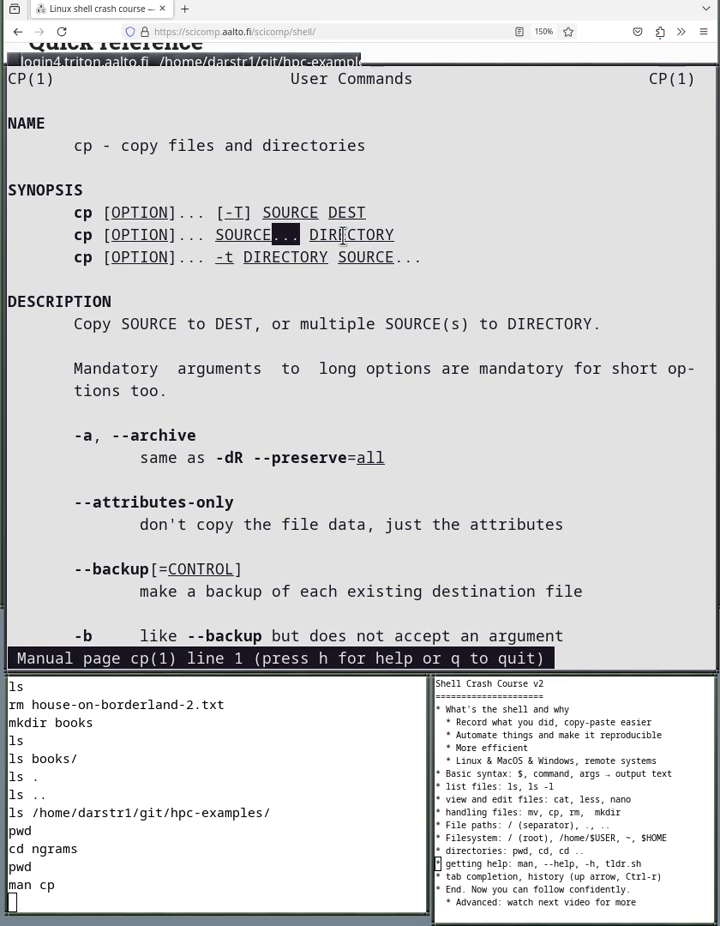 Linux shell crash course —
https://scicomp.aalto.fi/scicomp/shell/
150%
Quick reference
login4.triton.aalto.fi /home/darstr1/git/hpc-example
CP(1) User Commands CP(1)
NAME
cp - copy files and directories
SYNOPSIS
cp [OPTION]... [-T] SOURCE DEST
cp [OPTION]... SOURCE... DIRECTORY
cp [OPTION]... -t DIRECTORY SOURCE...
DESCRIPTION
Copy SOURCE to DEST, or multiple SOURCE(s) to DIRECTORY.
Mandatory arguments to long options are mandatory for short op-
tions too.
-a, --archive
same as -dR --preserve=all
--attributes-only
don't copy the file data, just the attributes
--backup[=CONTROL]
make a backup of each existing destination file
-b like --backup but does not accept an argument
Manual page cp(1) line 1 (press h for help or q to quit)
ls
rm house-on-borderland-2.txt
mkdir books
ls
ls books/
ls .
ls ..
ls /home/darstr1/git/hpc-examples/
pwd
cd ngrams
pwd
man cp
Shell Crash Course v2
=====================
* What's the shell and why
* Record what you did, copy-paste easier
* Automate things and make it reproducible
* More efficient
* Linux & MacOS & Windows, remote systems
* Basic syntax: $, command, args → output text
* list files: ls, ls -l
* view and edit files: cat, less, nano
* handling files: mv, cp, rm, mkdir
* File paths: / (separator), ., ..
* Filesystem: / (root), /home/$USER, ~, $HOME
* directories: pwd, cd, cd ..
* getting help: man, --help, -h, tldr.sh
* tab completion, history (up arrow, Ctrl-r)
* End. Now you can follow confidently.
* Advanced: watch next video for more